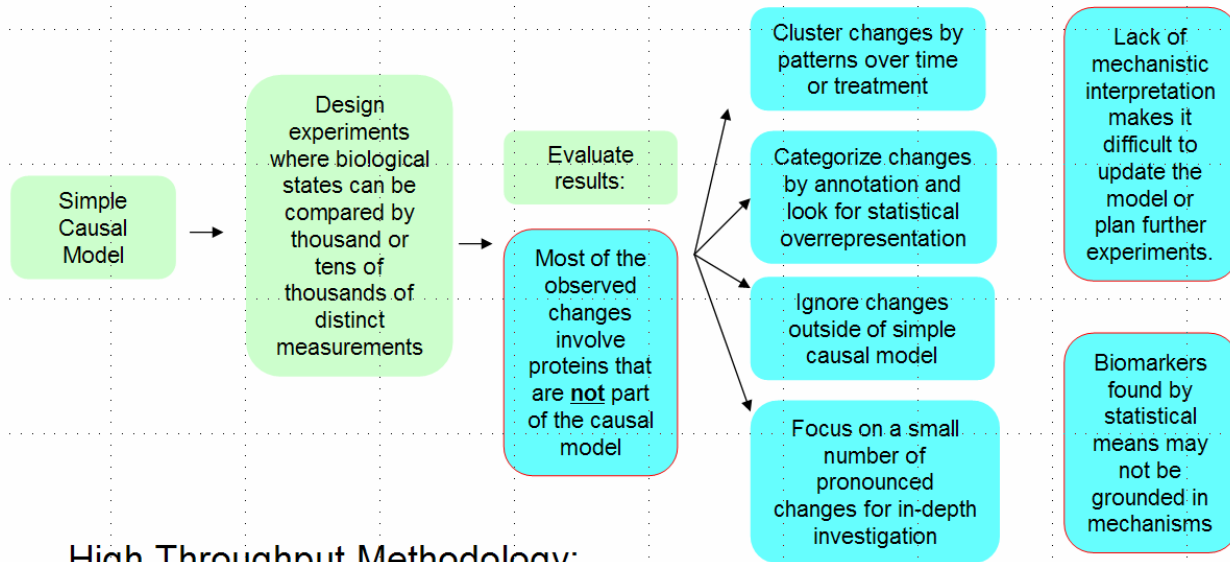 Simple
Causal
Model
Design
experiments
where biological
states can be
compared by
thousand or
tens of
thousands of
distinct
measurements
Evaluate
results:
Most of the
observed
changes
involve
proteins that
are not part
of the causal
model
Cluster changes by
patterns over time
or treatment
Categorize changes
by annotation and
look for statistical
overrepresentation
Ignore changes
outside of simple
causal model
Focus on a small
number of
pronounced
changes for in-depth
investigation
Lack of
mechanistic
interpretation
makes it
difficult to
update the
model or
plan further
experiments.
Biomarkers
found by
statistical
means may
not be
grounded in
mechanisms
High Throughput Methodology: